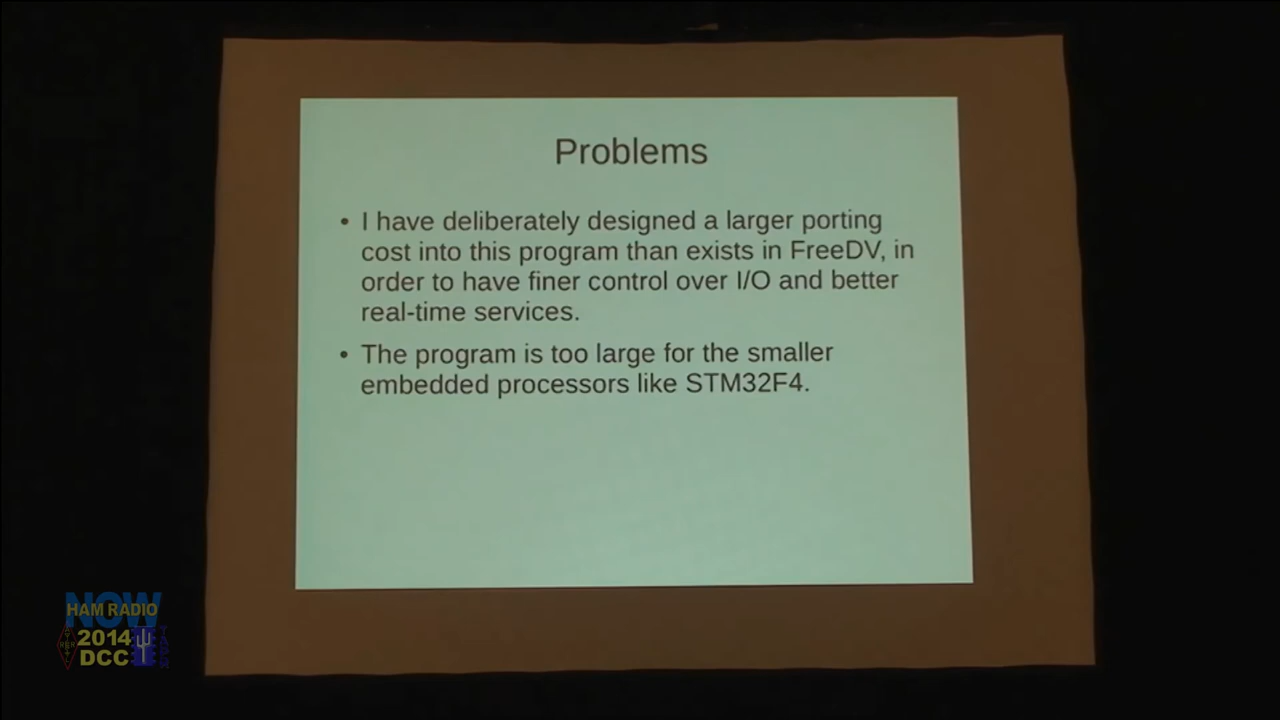 Problems
• I have deliberately designed a larger porting
cost into this program than exists in FreeDV, in
order to have finer control over I/O and better
real-time services.
• The program is too large for the smaller
embedded processors like STM32F4.
NOW
HAM RADIO
2014
DCC
TAPR